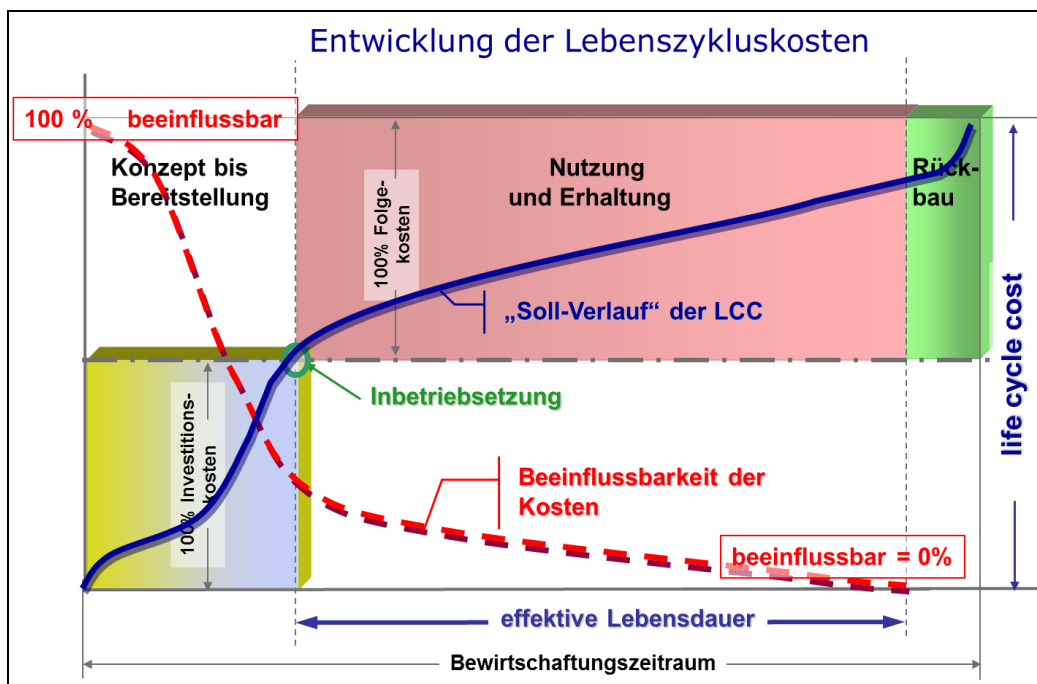 Entwicklung der Lebenszykluskosten
100 % beeinflussbar
Konzept bis
Bereitstellung
100% Folge-
kosten
Nutzung
und Erhaltung
Rück-
bau
„Soll-Verlauf“ der LCC
Inbetriebsetzung
100% Investitions-
kosten
Beeinflussbarkeit der
Kosten
beeinflussbar = 0%
life cycle cost
effektive Lebensdauer
Bewirtschaftungszeitraum